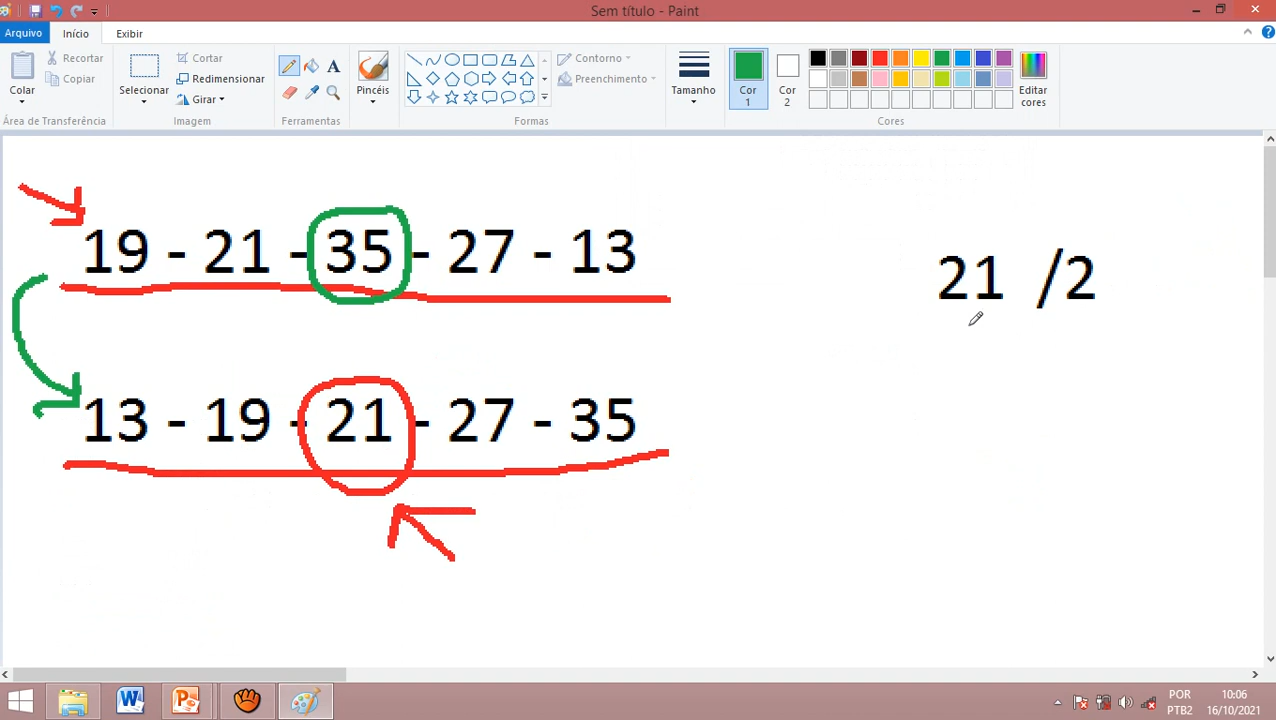 Sem título - Paint
Arquivo Início Exibir
Colar
Recortar
Copiar
Área de Transferência
Selecionar
Cortar
Redimensionar
Girar
Imagem
A
Ferramentas
Pincéis
Contorno
Preenchimento
Formas
Tamanho
Cor 1
Cor 2
Editar cores
Cores
19 - 21 - 35 - 27 - 13
21 /2
13 - 19 - 21 - 27 - 35
POR
PTB2
10:06
16/10/2021